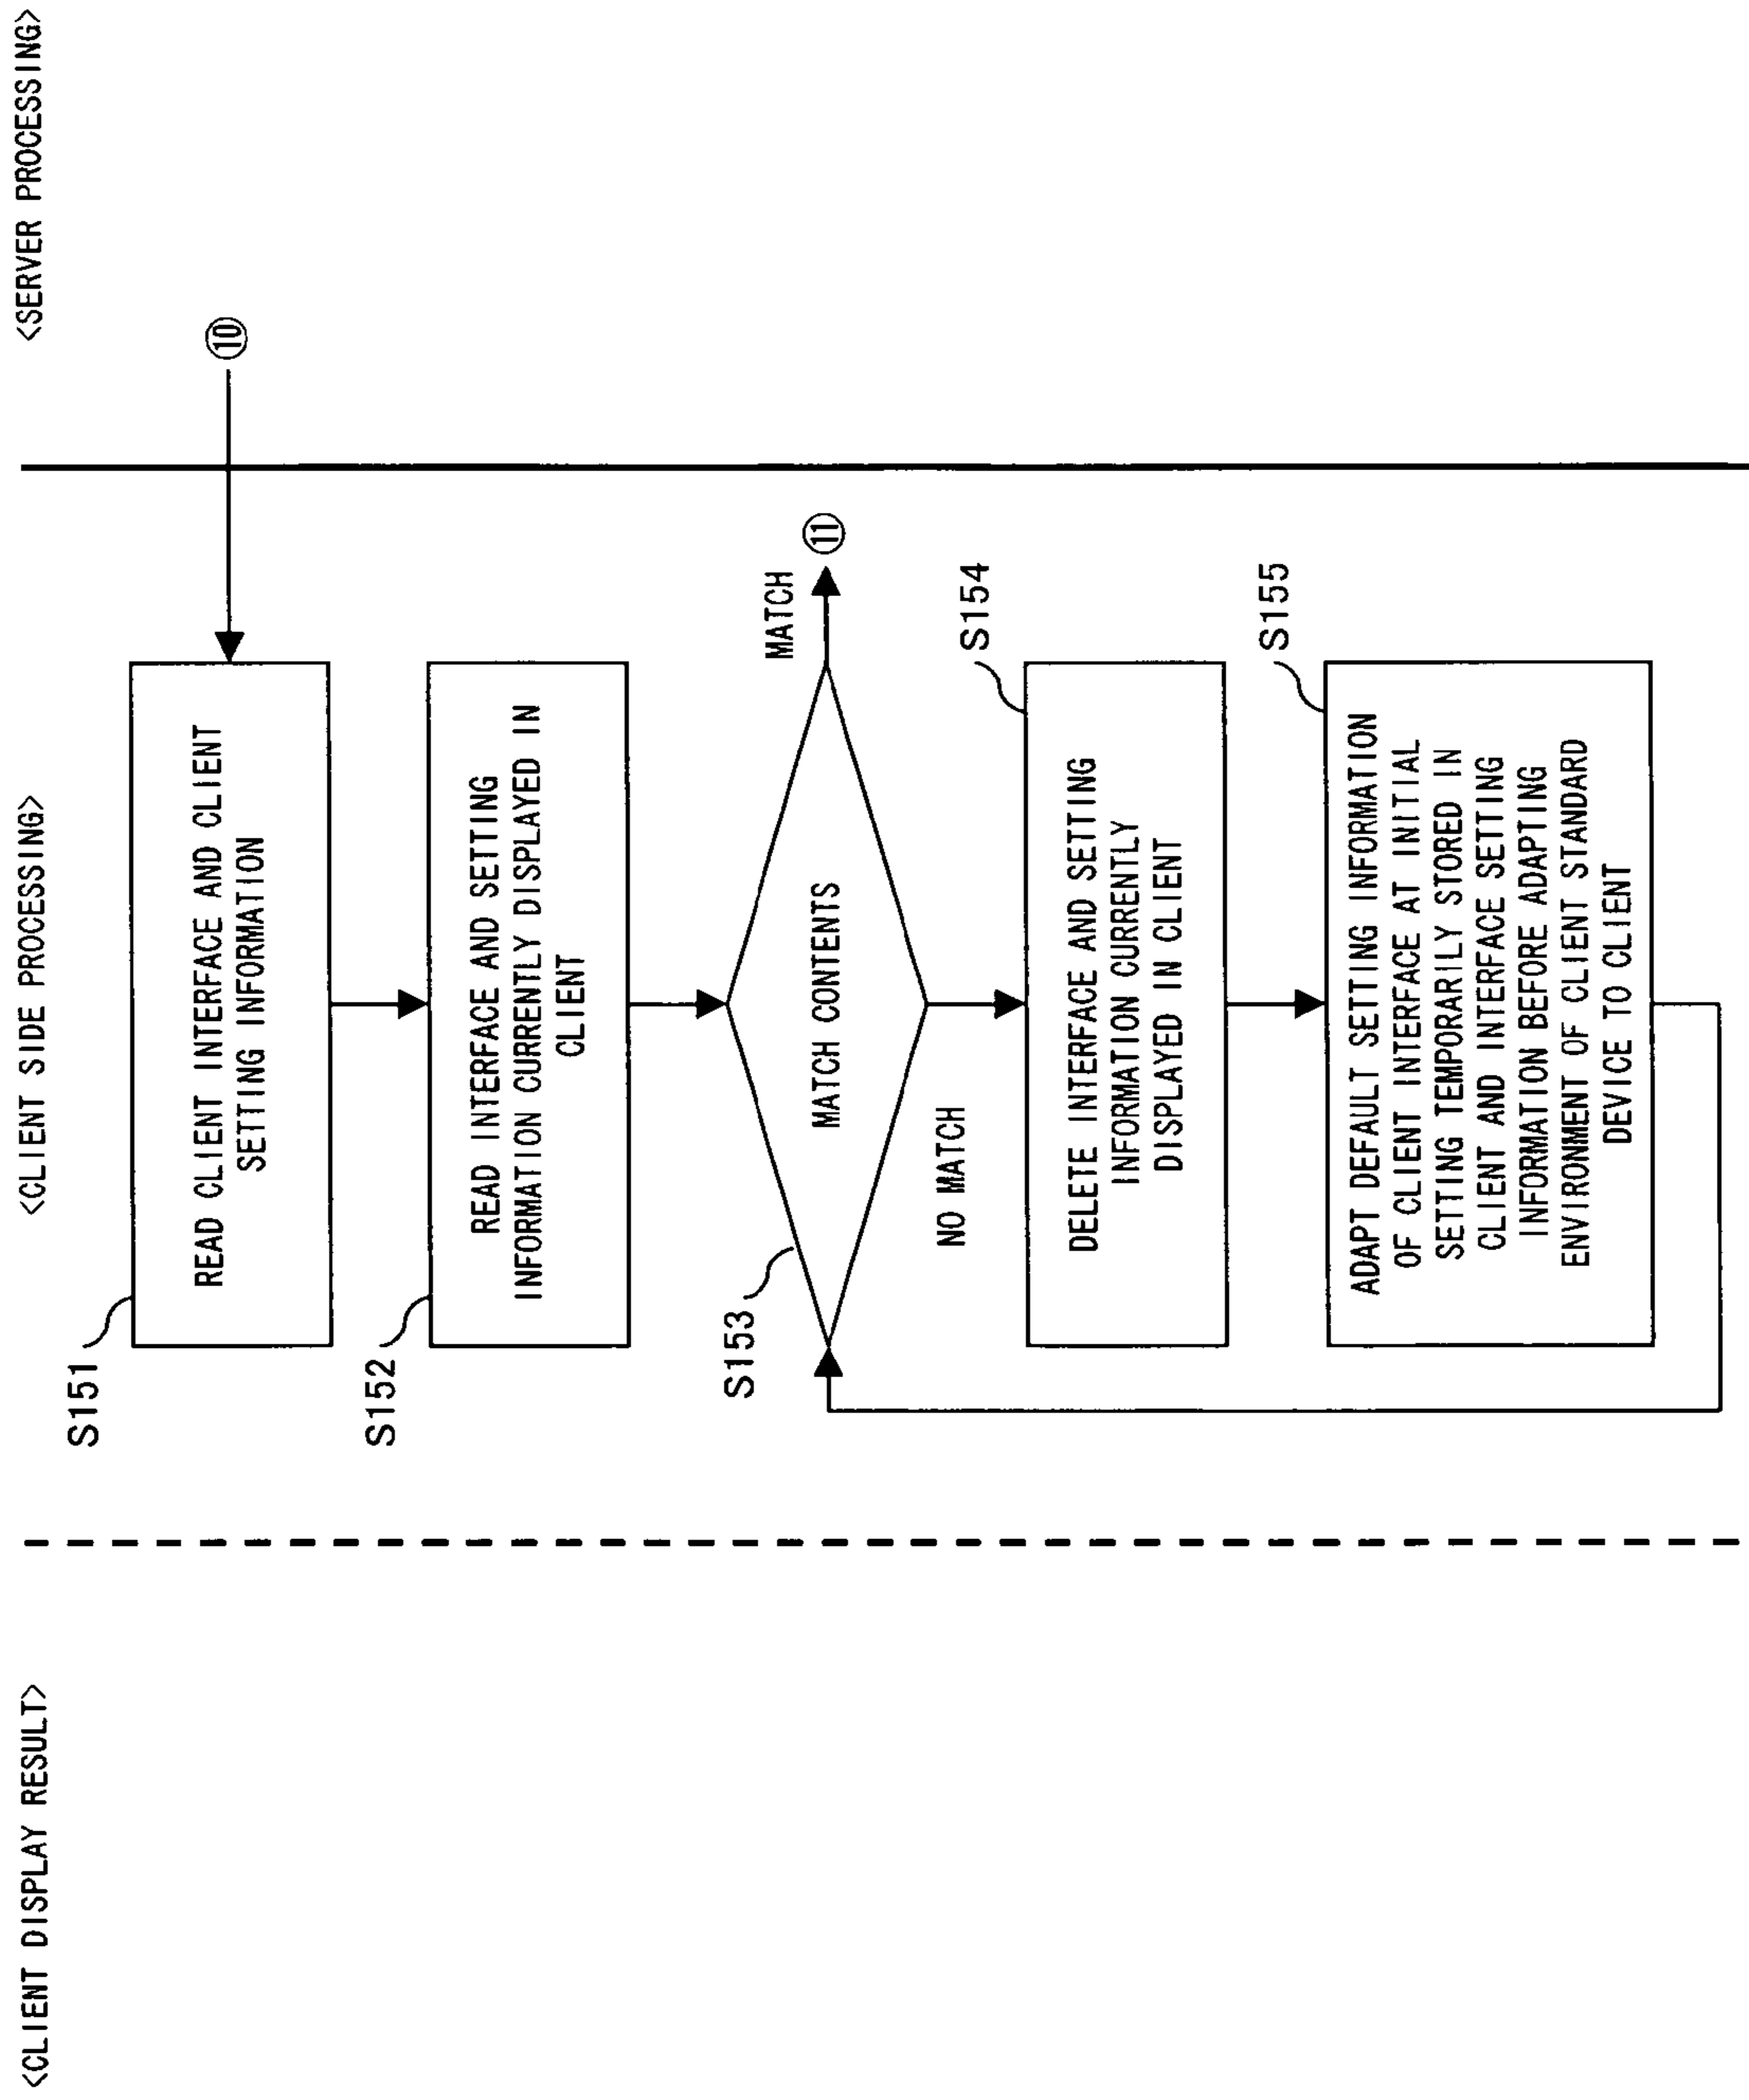 <CLIENT DISPLAY RESULT>
<CLIENT SIDE PROCESSING>
<SERVER PROCESSING>
⑩
S151
READ CLIENT INTERFACE AND CLIENT
SETTING INFORMATION
S152
READ INTERFACE AND SETTING
INFORMATION CURRENTLY DISPLAYED IN
CLIENT
S153
MATCH CONTENTS
MATCH
⑪
NO MATCH
S154
DELETE INTERFACE AND SETTING
INFORMATION CURRENTLY
DISPLAYED IN CLIENT
S155
ADAPT DEFAULT SETTING INFORMATION
OF CLIENT INTERFACE AT INITIAL
SETTING TEMPORARILY STORED IN
CLIENT AND INTERFACE SETTING
INFORMATION BEFORE ADAPTING
ENVIRONMENT OF CLIENT STANDARD
DEVICE TO CLIENT